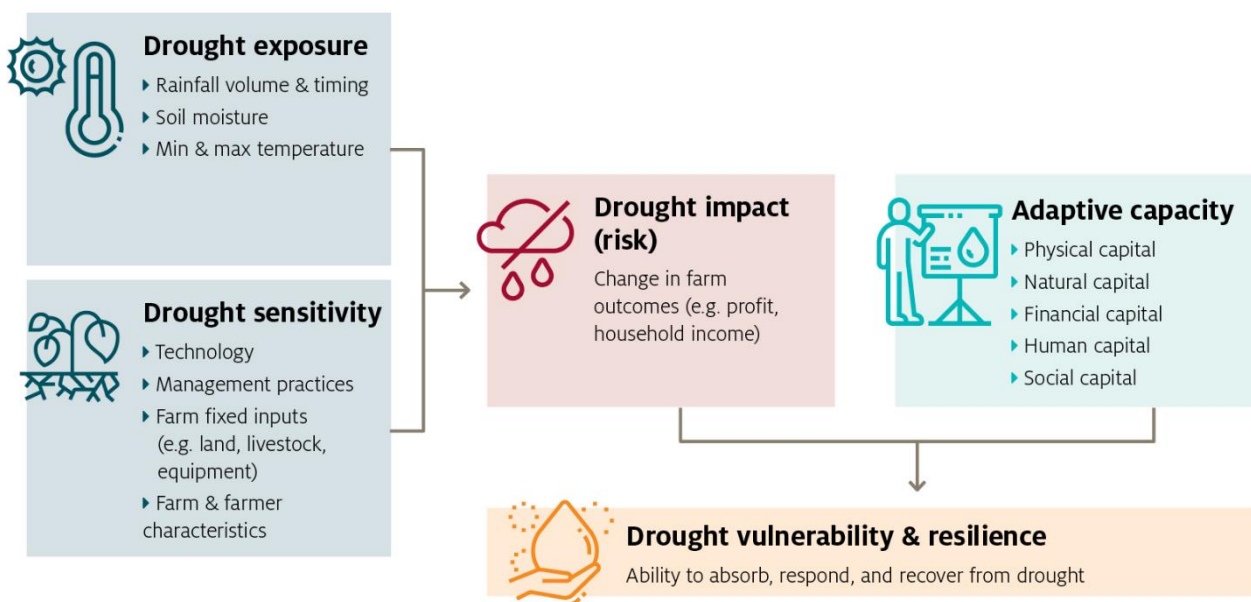 Drought exposure
Rainfall volume & timing
Soil moisture
Min & max temperature
Drought sensitivity
Technology
Management practices
Farm fixed inputs
(e.g. land, livestock,
equipment)
Farm & farmer
characteristics
Drought impact
(risk)
Change in farm
outcomes (e.g. profit,
household income)
Adaptive capacity
Physical capital
Natural capital
Financial capital
Human capital
Social capital
Drought vulnerability & resilience
Ability to absorb, respond, and recover from drought